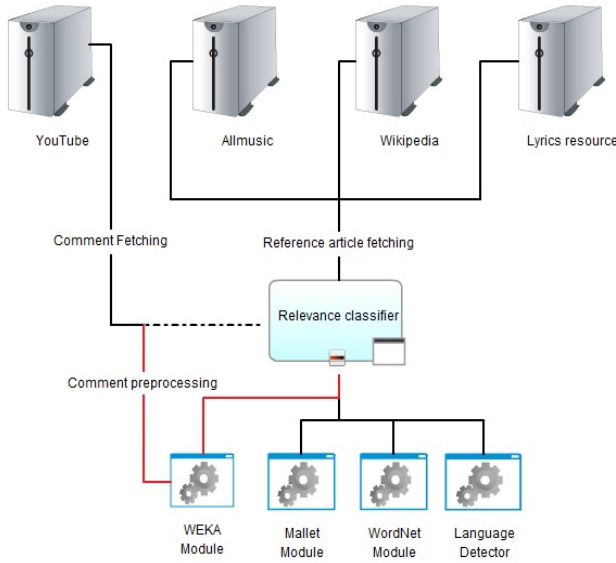 YouTube
Allmusic
Wikipedia
Lyrics resource
Comment Fetching
Reference article fetching
Relevance classifier
Comment preprocessing
WEKA
Module
Mallet
Module
WordNet
Module
Language
Detector